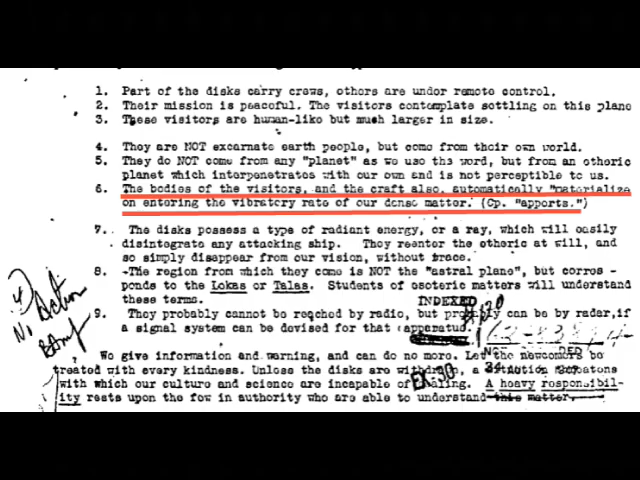 1. Part of the disks carry crews, others are undor remote control.
2. Their mission is peaceful. The visitors contemplate sottling on this plane
3. These visitors are human-like but much larger in size.
4. They are NOT excarnate earth people, but come from their own world.
5. They do NOT come from any "planet" as we use the word, but from an othoric
planet which interpenetrates with our own and is not perceptible to us.
6. The bodies of the visitors, and the craft also, automatically "materialize
on entering the vibratory rate of our dense matter. (Cp. "apports.")
7. The disks possess a type of radiant energy, or a ray, which will easily
disintegrate any attacking ship. They reenter the otheric at will, and
so simply disappear from our vision, without trace.
8. -The region from which they come is NOT the "astral plane", but corros -
ponds to the Lokas or Talas. Students of osoteric matters will understand
these terms.
INDEXED
9. They probably cannot be reached by radio, but probably can be by radar, if
a signal system can be devised for that (apparatus.
No Action
We give information and warning, and can do no more. Let the newcomers be
treated with every kindness. Unless the disks are
with which our culture and science are incapable of
A heavy responsibil-
ity rests upon the fow in authority who are able to understand this matter.
EX-30